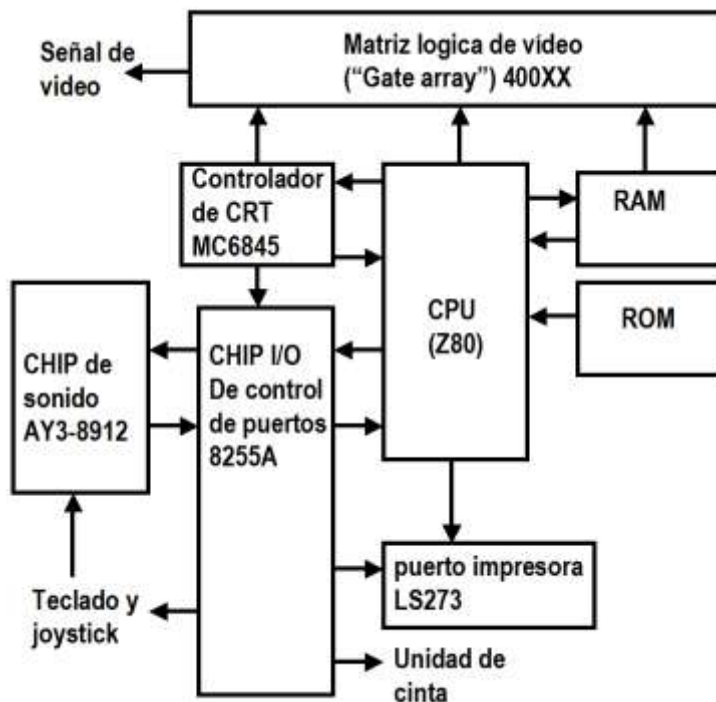 Señal de
video
Matriz logica de vídeo
(“Gate array”) 400XX
Controlador
de CRT
MC6845
RAM
CPU
(Z80)
ROM
CHIP de
sonido
AY3-8912
CHIP I/O
De control
de puertos
8255A
puerto impresora
LS273
Teclado y
joystick
Unidad de
cinta